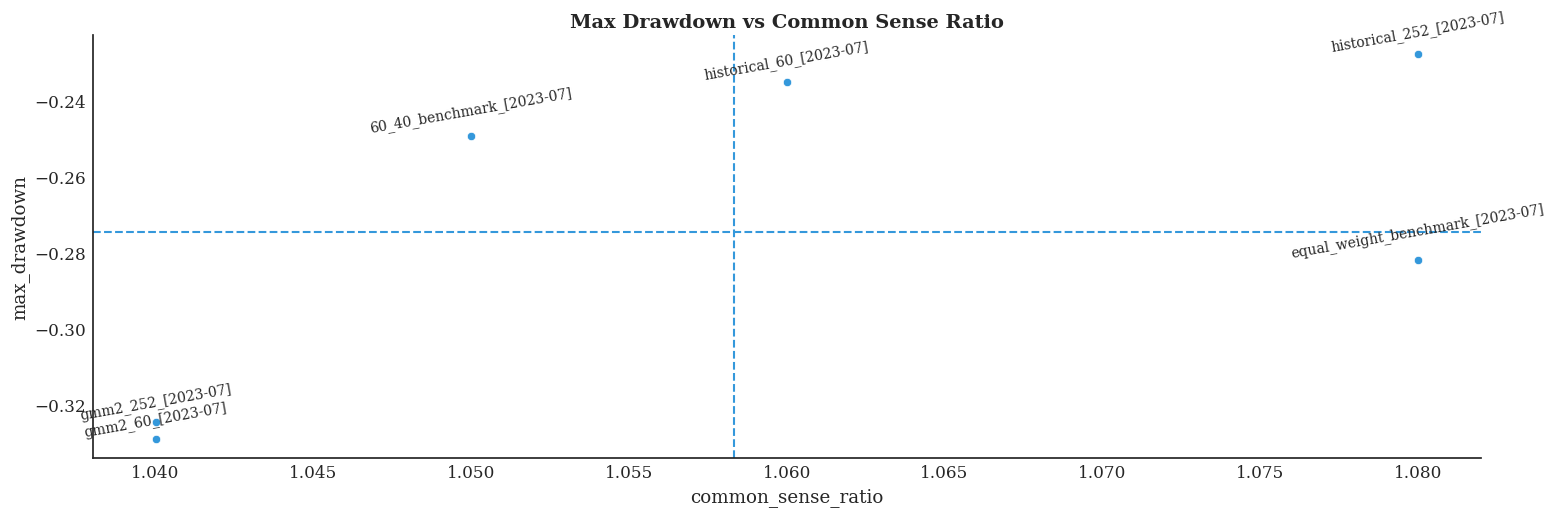 Max Drawdown vs Common Sense Ratio
historical_252_[2023-07]
historical_60_[2023-07]
60_40_benchmark_[2023-07]
equal_weight_benchmark_[2023-07]
gmm2_252_[2023-07]
gmm2_60_[2023-07]
max_drawdown
−0.24
−0.26
−0.28
−0.30
−0.32
1.040 1.045 1.050 1.055 1.060 1.065 1.070 1.075 1.080
common_sense_ratio